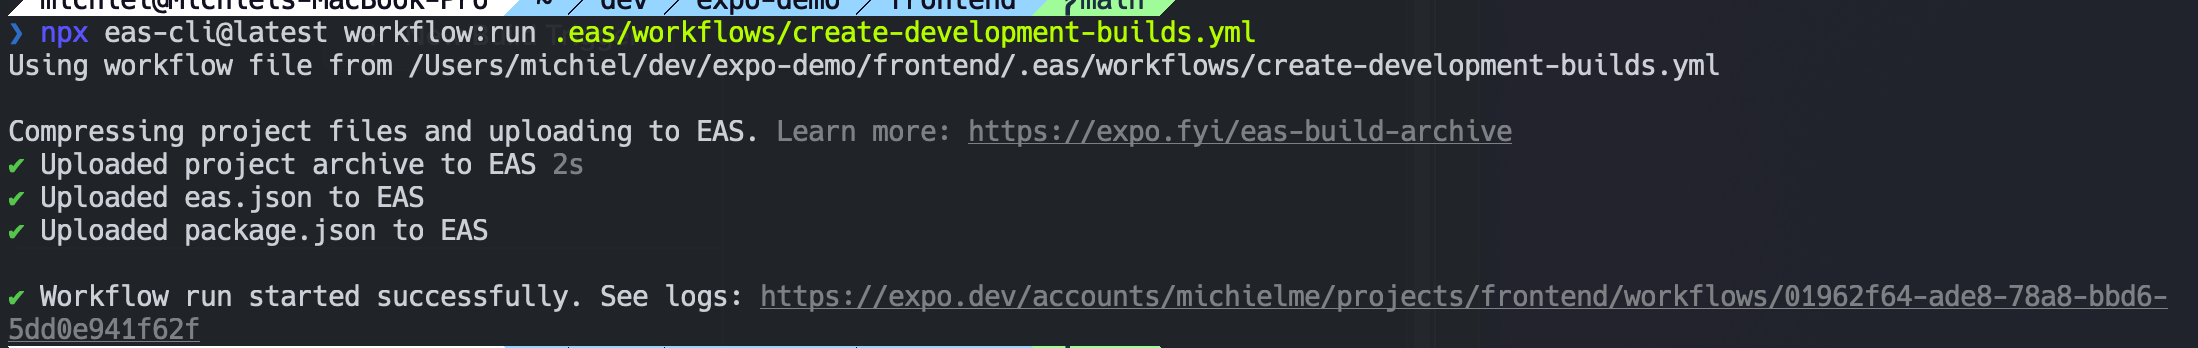 michiel@Michiels-MacBook-Pro ~ / dev / expo-demo / frontend
❯ npx eas-cli@latest workflow:run .eas/workflows/create-development-builds.yml
Using workflow file from /Users/michiel/dev/expo-demo/frontend/.eas/workflows/create-development-builds.yml
Compressing project files and uploading to EAS. Learn more: https://expo.fyi/eas-build-archive
✔ Uploaded project archive to EAS 2s
✔ Uploaded eas.json to EAS
✔ Uploaded package.json to EAS
✔ Workflow run started successfully. See logs: https://expo.dev/accounts/michielme/projects/frontend/workflows/01962f64-ade8-78a8-bbd6-
5dd0e941f62f